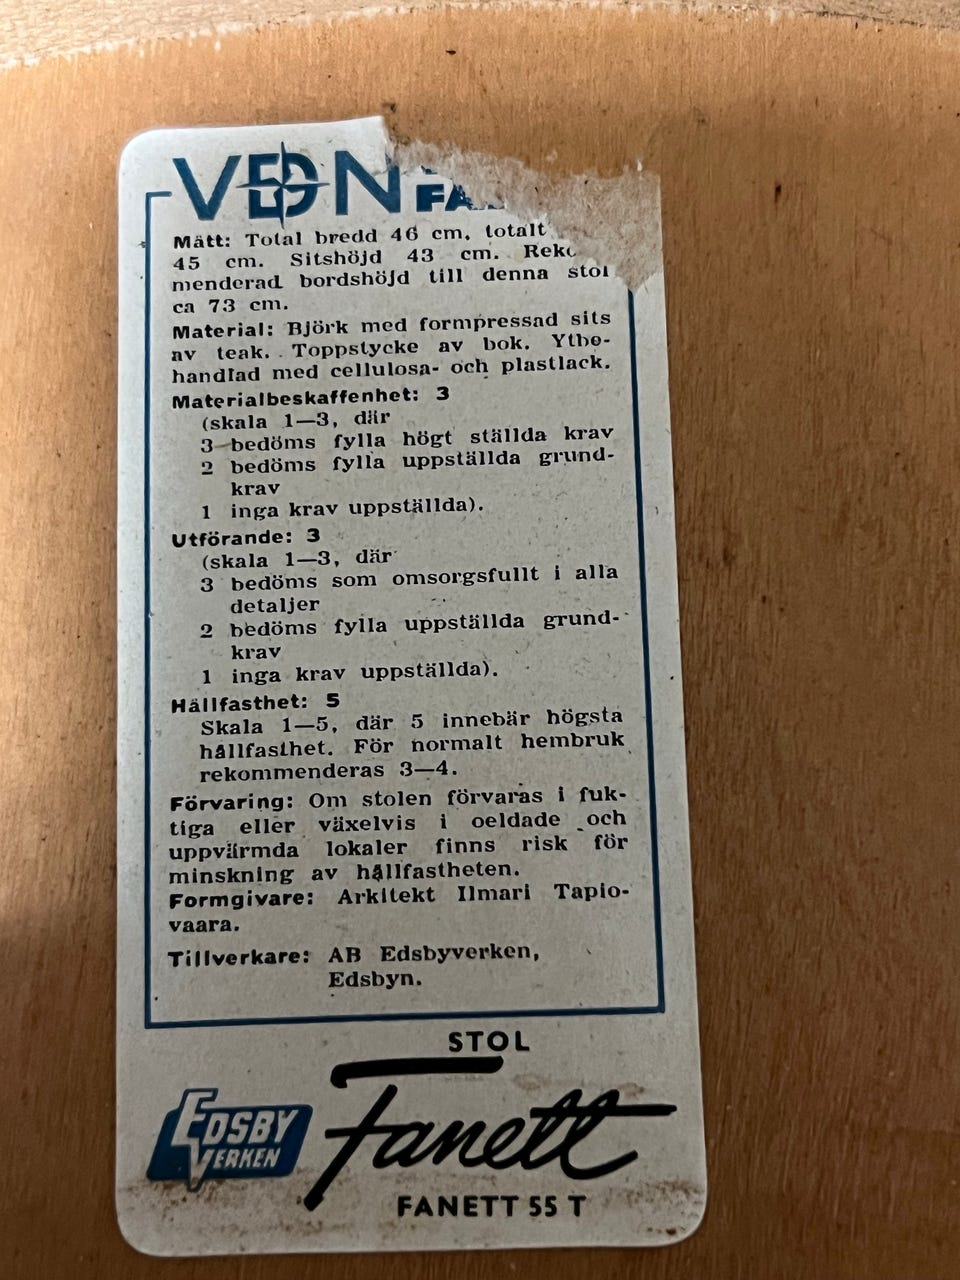 VDN
Mått: Total bredd 46 cm, totalt
45 cm. Sitshöjd 43 cm.
menderad bordshöjd till denna stol
ca 73 cm.
Material: Björk med formpressad sits
av teak. Toppstycke av bok. Ytbe-
handlad med cellulosa- och plastlack.
Materialbeskaffenhet: 3
(skala 1—3, där
3 bedöms fylla högt ställda krav
2 bedöms fylla uppställda grund-
krav
1 inga krav uppställda).
Utförande: 3
(skala 1—3, där
3 bedöms som omsorgsfullt i alla
detaljer
2 bedöms fylla uppställda grund-
krav
1 inga krav uppställda).
Hållfasthet: 5
Skala 1—5, där 5 innebär högsta
hållfasthet. För normalt hembruk
rekommenderas 3—4.
Förvaring: Om stolen förvaras i fuk-
tiga eller växelvis i oeldade och
uppvärmda lokaler finns risk för
minskning av hållfastheten.
Formgivare: Arkitekt Ilmari Tapio-
vaara.
Tillverkare: AB Edsbyverken,
Edsbyn.
STOL
Fanett
EDSBY
VERKEN
FANETT 55 T